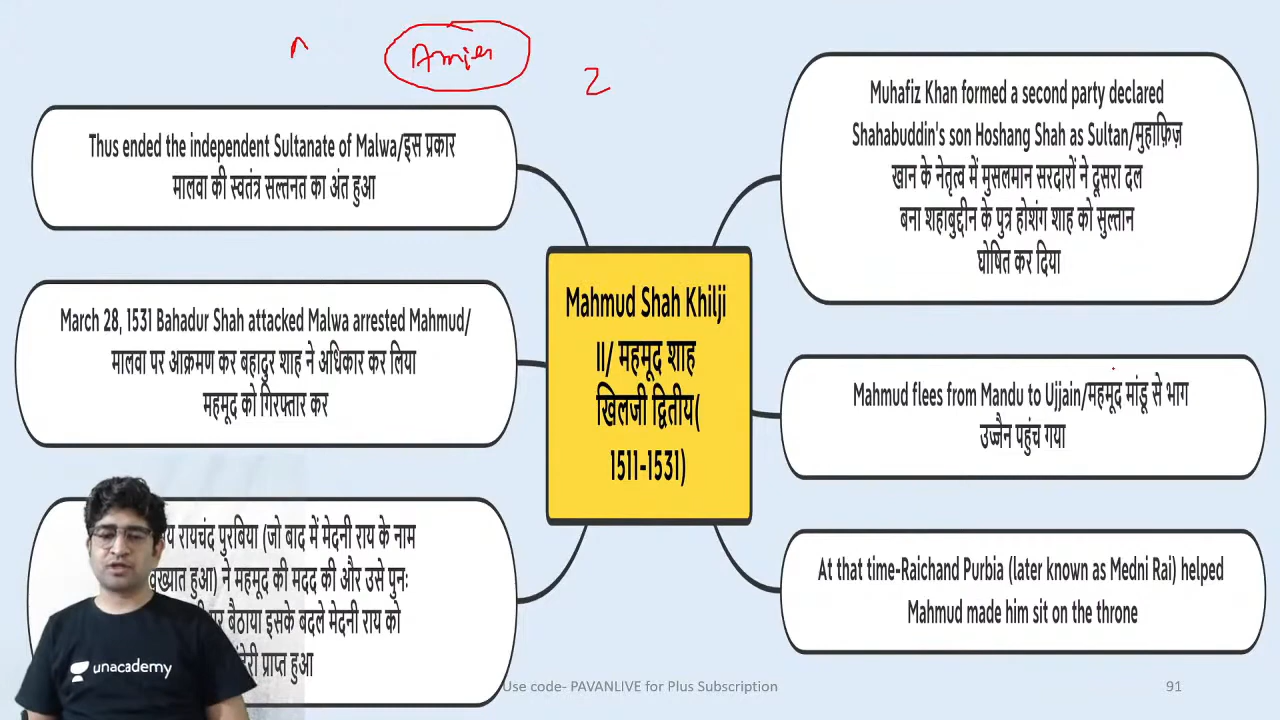 Amies
2
Muhafiz Khan formed a second party declared
Shahabuddin's son Hoshang Shah as Sultan/मुहाफ़िज़
खान के नेतृत्व में मुसलमान सरदारों ने दूसरा दल
बना शहाबुद्दीन के पुत्र होशंग शाह को सुल्तान
घोषित कर दिया
Thus ended the independent Sultanate of Malwa/इस प्रकार
मालवा की स्वतंत्र सल्तनत का अंत हुआ
Mahmud Shah Khilji
II/ महमूद शाह
खिलजी द्वितीय(
1511-1531)
March 28, 1531 Bahadur Shah attacked Malwa arrested Mahmud/
मालवा पर आक्रमण कर बहादुर शाह ने अधिकार कर लिया
महमूद को गिरफ्तार कर
Mahmud flees from Mandu to Ujjain/महमूद मांडू से भाग
उज्जैन पहुंच गया
रायचंद पुरबिया (जो बाद में मेदनी राय के नाम
हुआ) ने महमूद की मदद की और उसे पुनः
बैठाया इसके बदले मेदनी राय को
प्राप्त हुआ
At that time-Raichand Purbia (later known as Medni Rai) helped
Mahmud made him sit on the throne
unacademy
Use code- PAVANLIVE for Plus Subscription
91